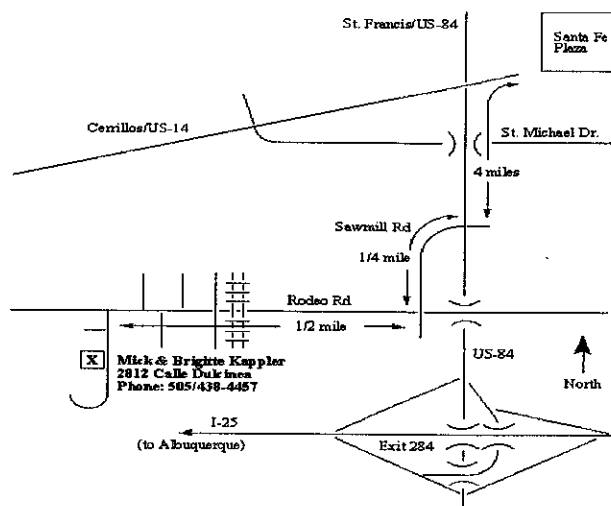 St. Francis/US-84
Santa Fe
Plaza
Cerrillos/US-14
St. Michael Dr.
4 miles
Sawmill Rd
1/4 mile
Rodeo Rd
1/2 mile
X
Mick & Brigitte Kappler
2812 Calle Dulcinea
Phone: 505/438-4457
US-84
North
I-25
(to Albuquerque)
Exit 284